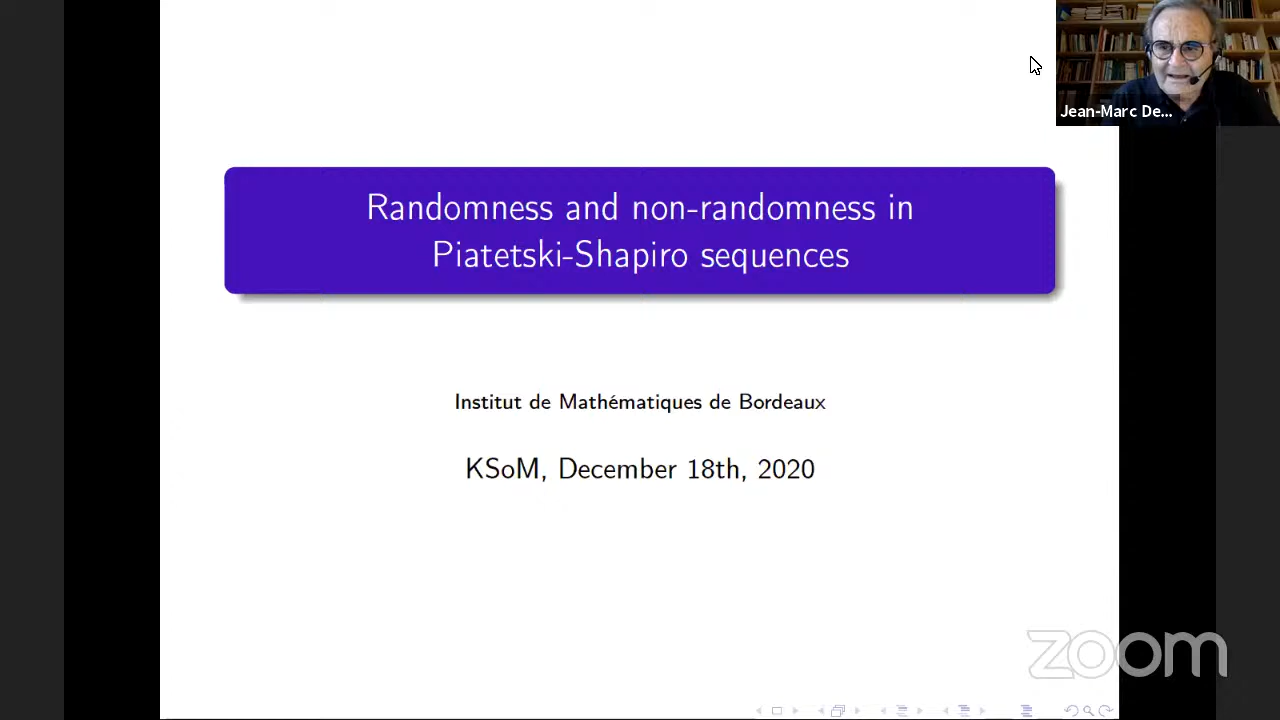 Jean-Marc De...
Randomness and non-randomness in
Piatetski-Shapiro sequences
Institut de Mathématiques de Bordeaux
KSoM, December 18th, 2020
zoom